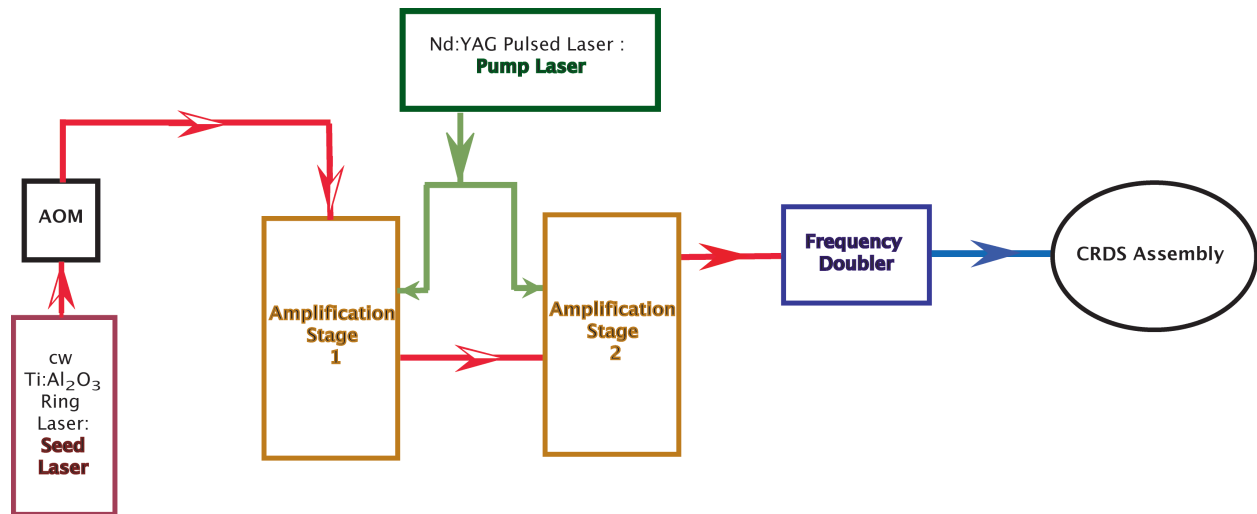 Nd:YAG Pulsed Laser :
Pump Laser
AOM
cw
Ti:Al₂O₃
Ring
Laser:
Seed
Laser
Amplification
Stage
1
Amplification
Stage
2
Frequency
Doubler
CRDS Assembly